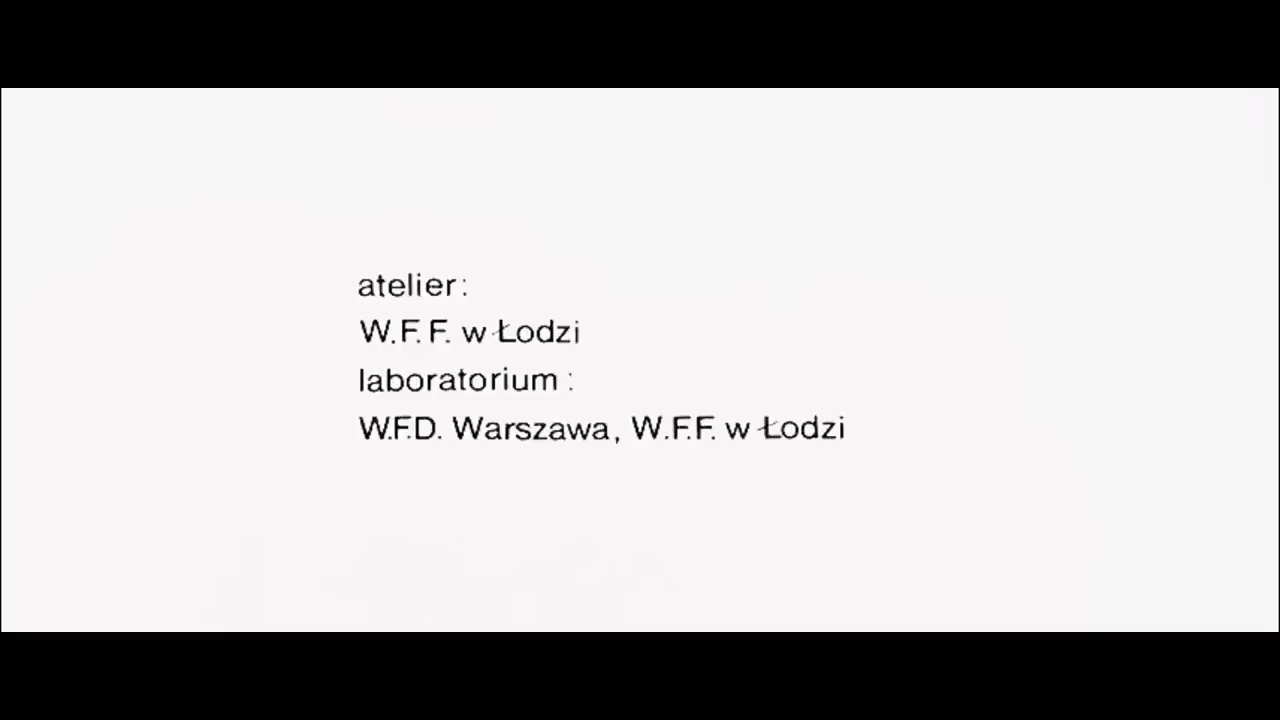 atelier:
W.F.F. w Łodzi
laboratorium :
W.F.D. Warszawa, W.F.F. w Łodzi